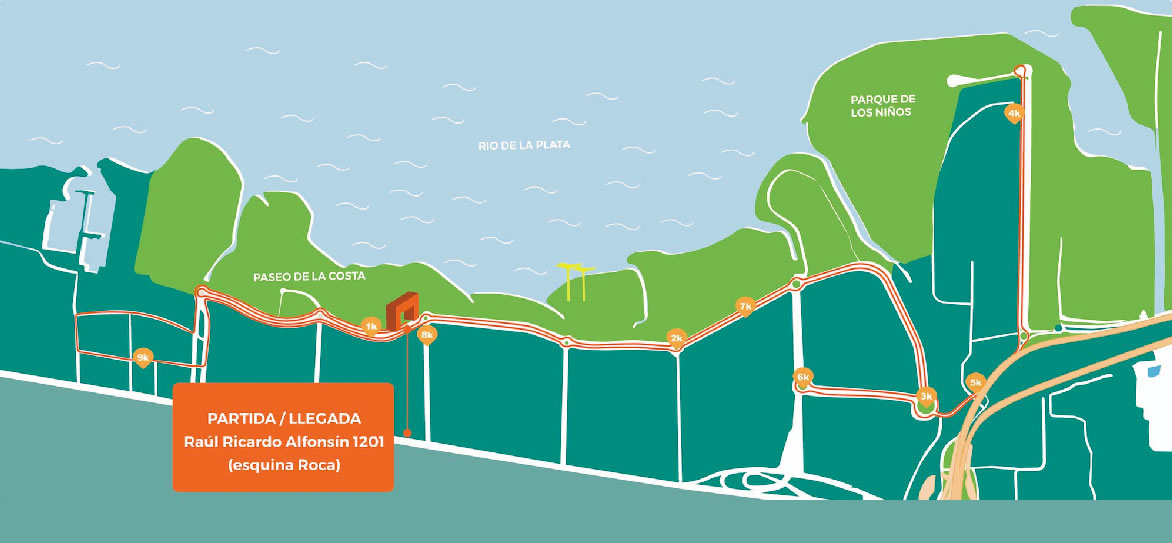 PARQUE DE
LOS NIÑOS
4k
RIO DE LA PLATA
PASEO DE LA COSTA
1k
8k
7k
2k
9k
6k
5k
3k
PARTIDA / LLEGADA
Raúl Ricardo Alfonsín 1201
(esquina Roca)